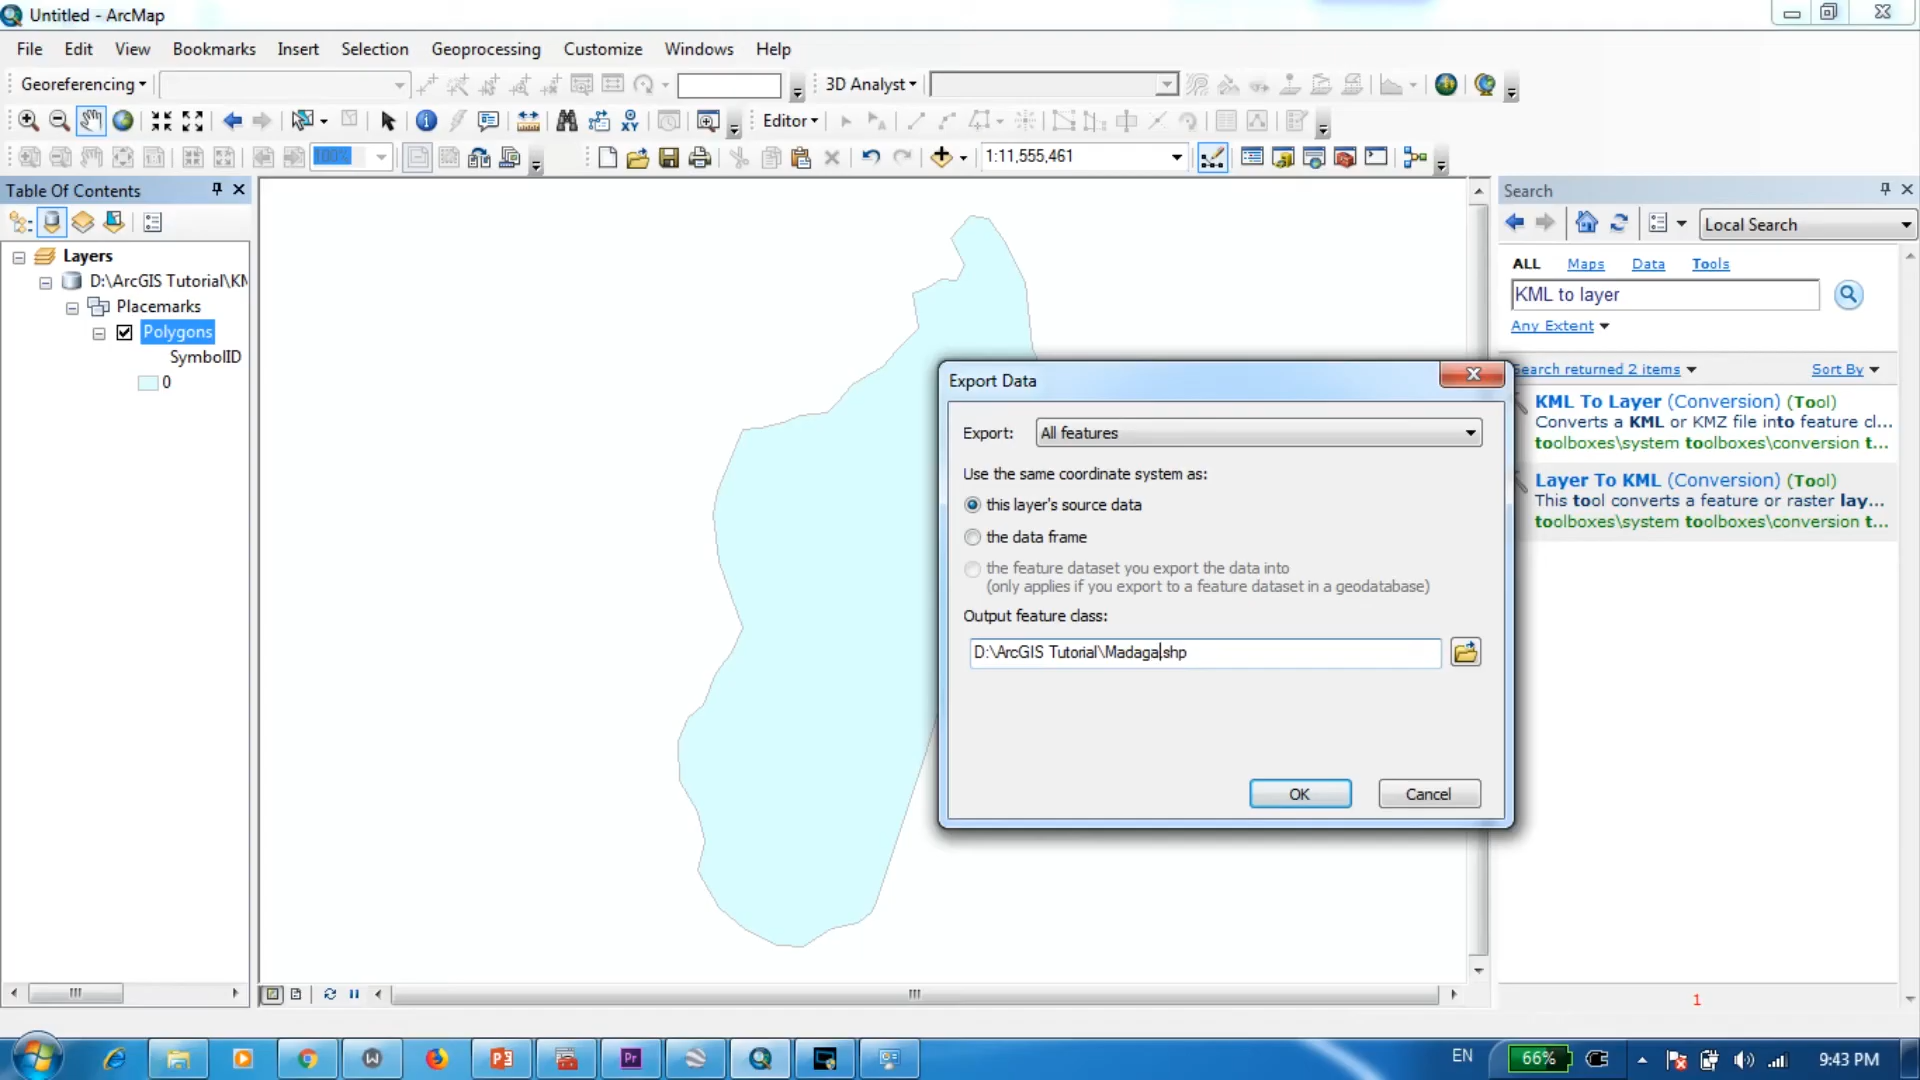 Untitled - ArcMap
File Edit View Bookmarks Insert Selection Geoprocessing Customize Windows Help
Georeferencing 3D Analyst
Editor
100% 1:11,555,461
Table Of Contents
Layers
D:\ArcGIS Tutorial\KM
Placemarks
Polygons
SymbolID
0
Export Data
Export: All features
Use the same coordinate system as:
this layer's source data
the data frame
the feature dataset you export the data into
(only applies if you export to a feature dataset in a geodatabase)
Output feature class:
D:\ArcGIS Tutorial\Madaga.shp
OK Cancel
Search
Local Search
ALL Maps Data Tools
KML to layer
Any Extent
Search returned 2 items Sort By
KML To Layer (Conversion) (Tool)
Converts a KML or KMZ file into feature cl...
toolboxes\system toolboxes\conversion t...
Layer To KML (Conversion) (Tool)
This tool converts a feature or raster lay...
toolboxes\system toolboxes\conversion t...
1
EN 66% 9:43 PM